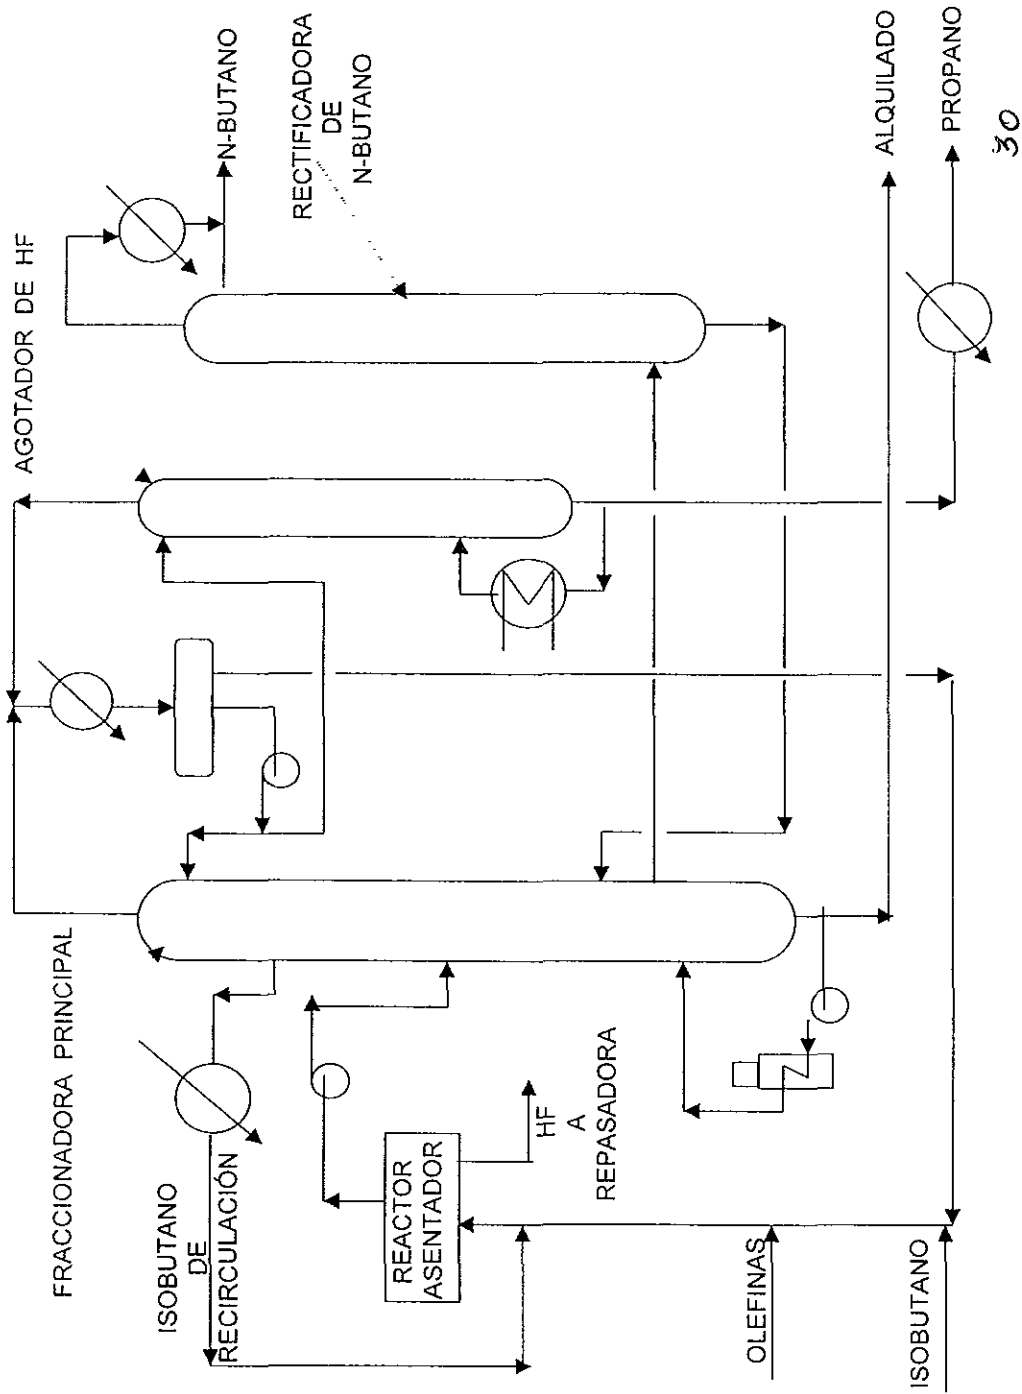 FRACCIONADORA PRINCIPAL
AGOTADOR DE HF
N-BUTANO
RECTIFICADORA
DE
N-BUTANO
ISOBUTANO
DE
RECIRCULACIÓN
REACTOR
ASENTADOR
HF
A
REPASADORA
OLEFINAS
ISOBUTANO
ALQUILADO
PROPANO
30